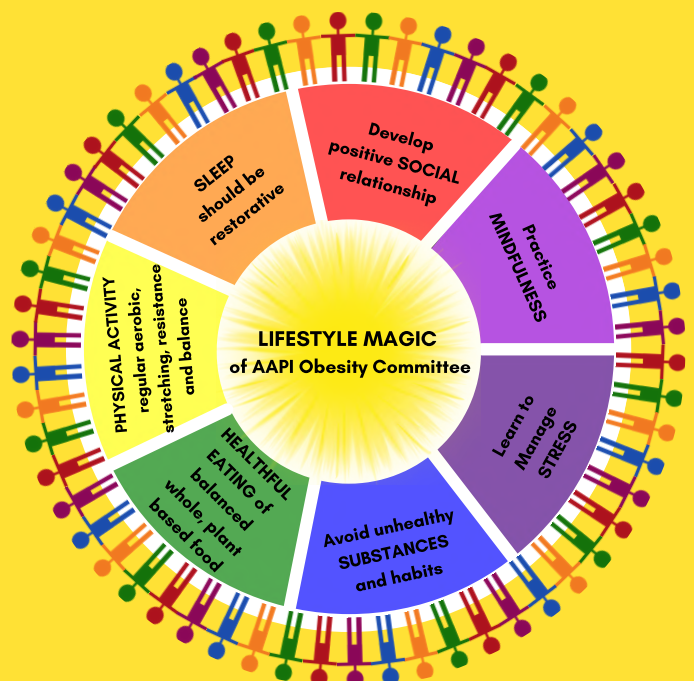 LIFESTYLE MAGIC
of AAPI Obesity Committee
Develop
positive SOCIAL
relationship
Practice
MINDFULNESS
Learn to
Manage
STRESS
Avoid unhealthy
SUBSTANCES
and habits
HEALTHFUL
EATING of
balanced
whole, plant
based food
PHYSICAL ACTIVITY
regular aerobic,
stretching, resistance
and balance
SLEEP
should be
restorative